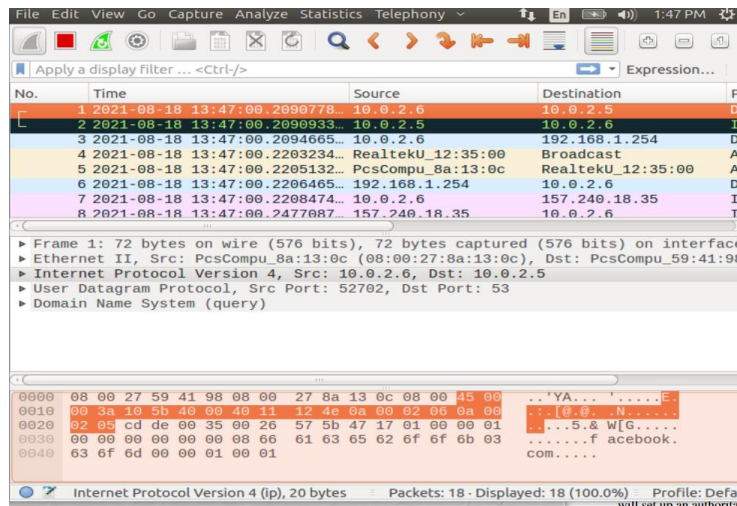 File Edit View Go Capture Analyze Statistics Telephony En 1:47 PM
Apply a display filter ... <Ctrl-/> Expression...
No. Time Source Destination
1 2021-08-18 13:47:00.2090778... 10.0.2.6 10.0.2.5 D
2 2021-08-18 13:47:00.2090933... 10.0.2.5 10.0.2.6 I
3 2021-08-18 13:47:00.2094665... 10.0.2.6 192.168.1.254 D
4 2021-08-18 13:47:00.2203234... RealtekU_12:35:00 Broadcast A
5 2021-08-18 13:47:00.2205132... PcsCompu_8a:13:0c RealtekU_12:35:00 A
6 2021-08-18 13:47:00.2206465... 192.168.1.254 10.0.2.6 D
7 2021-08-18 13:47:00.2208474... 10.0.2.6 157.240.18.35 I
8 2021-08-18 13:47:00.2477087... 157.240.18.35 10.0.2.6 I
Frame 1: 72 bytes on wire (576 bits), 72 bytes captured (576 bits) on interface
Ethernet II, Src: PcsCompu_8a:13:0c (08:00:27:8a:13:0c), Dst: PcsCompu_59:41:98
Internet Protocol Version 4, Src: 10.0.2.6, Dst: 10.0.2.5
User Datagram Protocol, Src Port: 52702, Dst Port: 53
Domain Name System (query)
0000 08 00 27 59 41 98 08 00 27 8a 13 0c 08 00 45 00 ..'YA... '.....E.
0010 00 3a 10 5b 40 00 40 11 12 4e 0a 00 02 06 0a 00 .:.[@.@. .N......
0020 02 05 cd de 00 35 00 26 57 5b 47 17 01 00 00 01 .....5.& W[G.....
0030 00 00 00 00 00 00 08 66 61 63 65 62 6f 6f 6b 03 .......f acebook.
0040 63 6f 6d 00 00 01 00 01 com.....
Internet Protocol Version 4 (ip), 20 bytes Packets: 18 · Displayed: 18 (100.0%) Profile: Defa
will set up an authorita